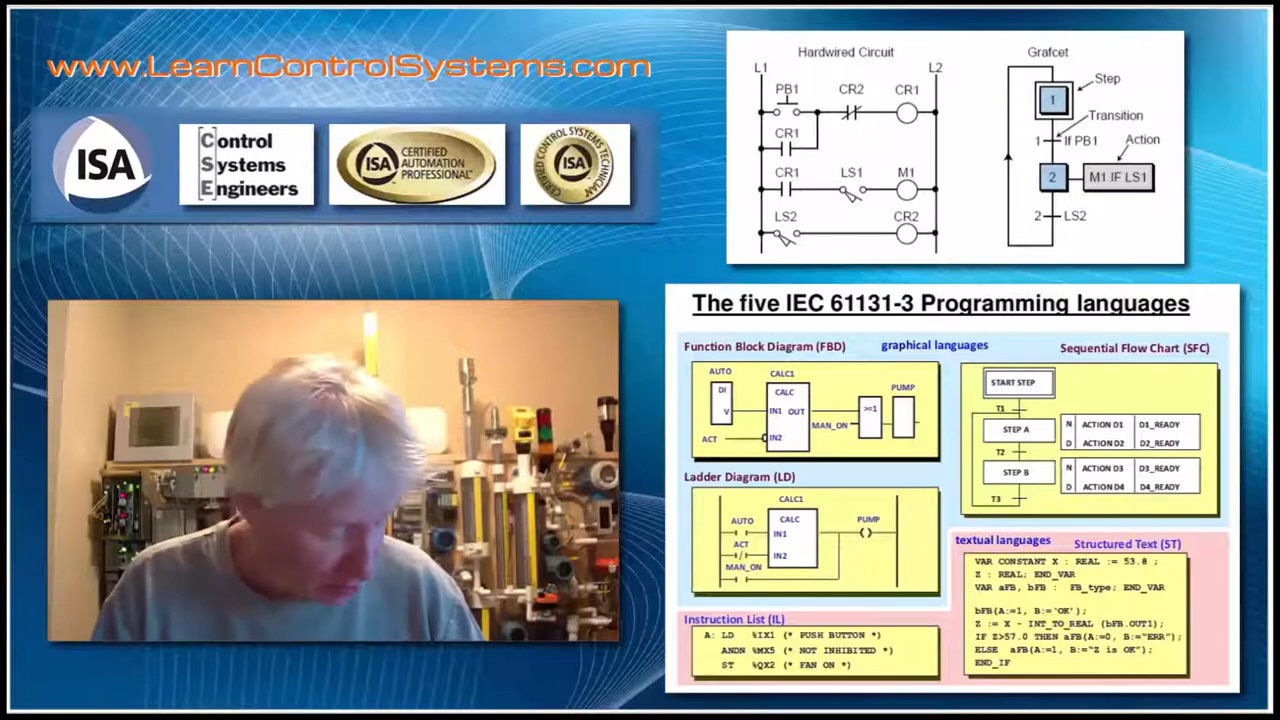 www.LearnControlSystems.com
ISA
Control
Systems
Engineers
ISA
CERTIFIED
AUTOMATION
PROFESSIONAL
CONTROL SYSTEMS
ISA
TECHNICIAN
Hardwired Circuit
L1
L2
PB1
CR2
CR1
CR1
CR1
LS1
M1
LS2
CR2
Grafcet
Step
1
Transition
1
If PB1
Action
2
M1 IF LS1
2
LS2
The five IEC 61131-3 Programming languages
Function Block Diagram (FBD)
graphical languages
Sequential Flow Chart (SFC)
AUTO
CALC1
PUMP
DI
CALC
V
IN1 OUT
>=1
MAN_ON
ACT
IN2
START STEP
T1
STEP A
N ACTION D1 D1_READY
D ACTION D2 D2_READY
T2
STEP B
N ACTION D3 D3_READY
D ACTION D4 D4_READY
T3
Ladder Diagram (LD)
CALC1
AUTO
CALC
PUMP
IN1
ACT
IN2
MAN_ON
textual languages
Structured Text (ST)
VAR CONSTANT X : REAL := 53.8 ;
Z : REAL; END_VAR
VAR aFB, bFB : FB_type; END_VAR
bFB(A:=1, B:='OK');
Z := X - INT_TO_REAL (bFB.OUT1);
IF Z>57.0 THEN aFB(A:=0, B:="ERR");
ELSE aFB(A:=1, B:="Z is OK");
END_IF
Instruction List (IL)
A: LD %IX1 (* PUSH BUTTON *)
ANDN %MX5 (* NOT INHIBITED *)
ST %QX2 (* FAN ON *)